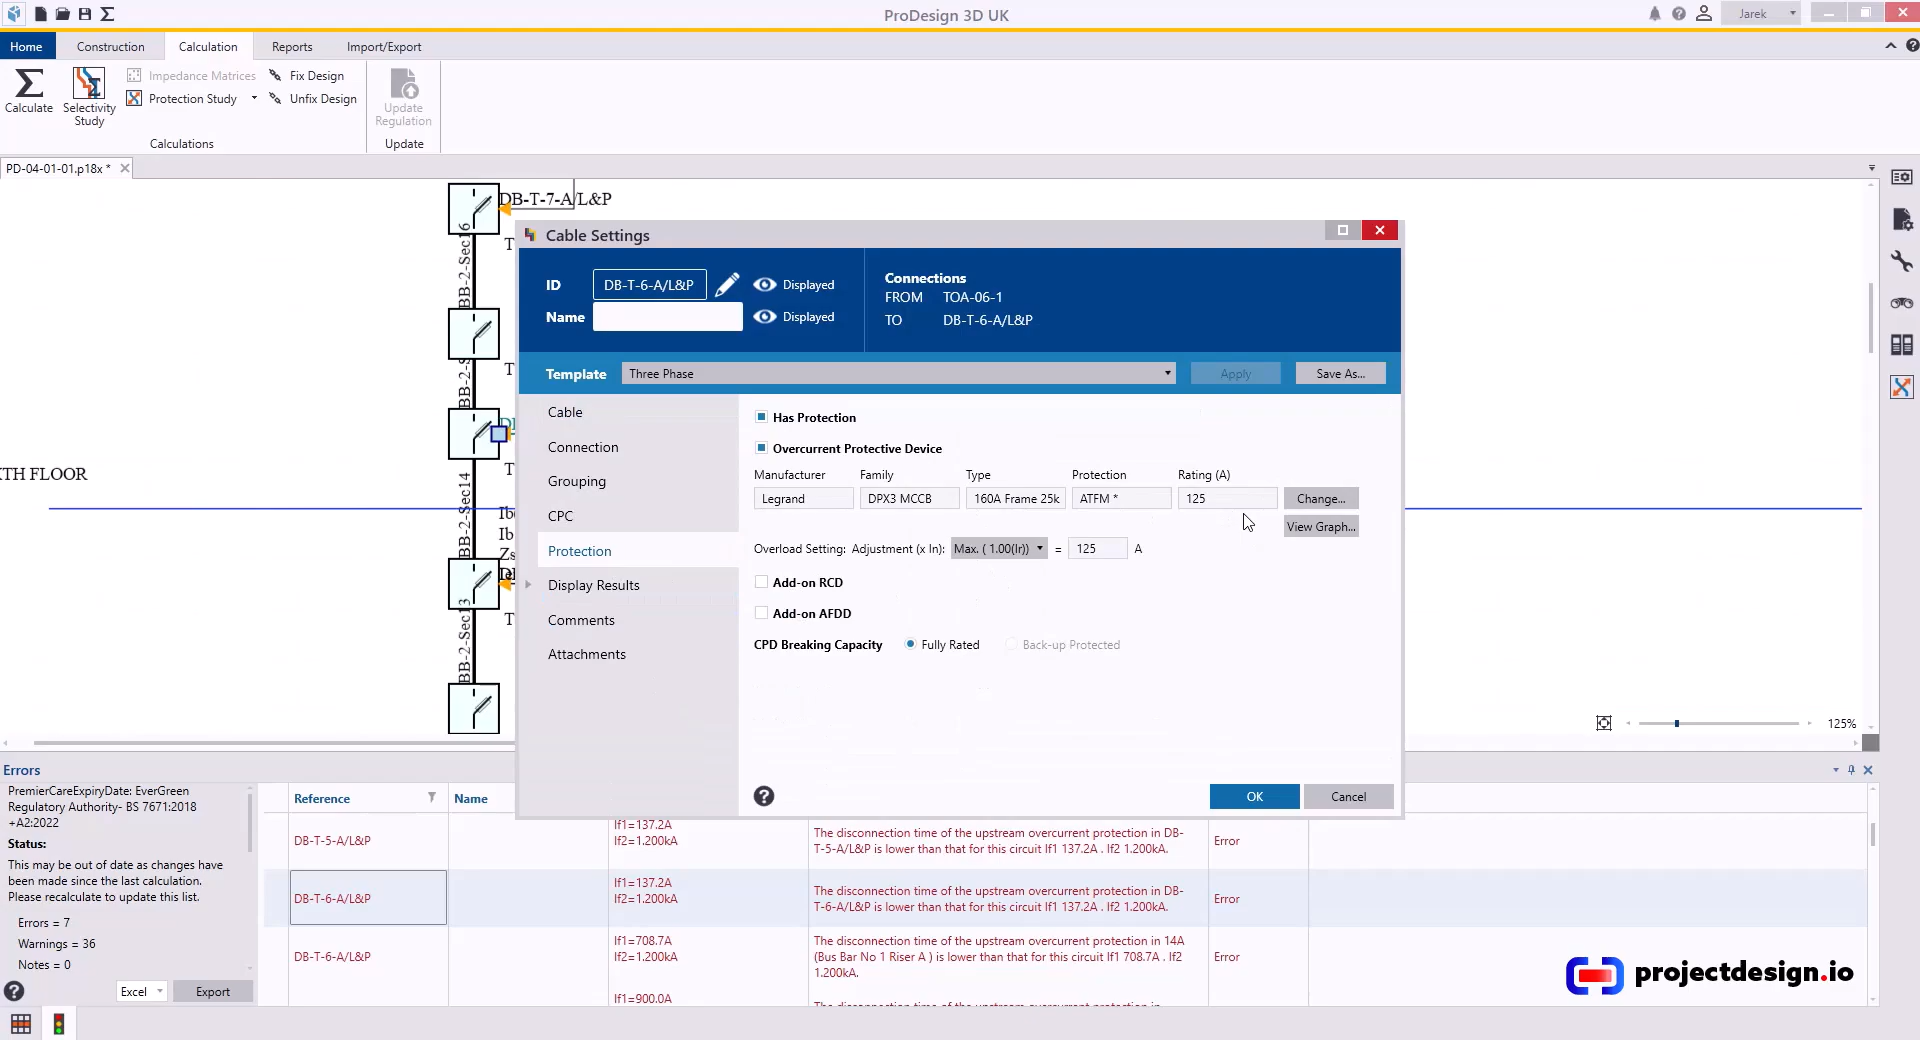 ProDesign 3D UK
Jarek
Home
Construction
Calculation
Reports
Import/Export
Calculate
Selectivity
Study
Impedance Matrices
Protection Study
Fix Design
Unfix Design
Update
Regulation
Calculations
Update
PD-04-01-01.p18x *
DB-T-7-A/L&P
BB-2-Sec16
BB-2-Sec14
BB-2-Sec13
XTH FLOOR
Cable Settings
ID
DB-T-6-A/L&P
Displayed
Name
Displayed
Connections
FROM TOA-06-1
TO DB-T-6-A/L&P
Template
Three Phase
Apply
Save As...
Cable
Connection
Grouping
CPC
Protection
Display Results
Comments
Attachments
Has Protection
Overcurrent Protective Device
Manufacturer Family Type Protection Rating (A)
Legrand DPX3 MCCB 160A Frame 25k ATFM * 125 Change...
View Graph...
Overload Setting: Adjustment (x In): Max. ( 1.00(Ir)) = 125 A
Add-on RCD
Add-on AFDD
CPD Breaking Capacity Fully Rated Back-up Protected
OK
Cancel
125%
Errors
PremierCareExpiryDate: EverGreen
Regulatory Authority- BS 7671:2018
+A2:2022
Status:
This may be out of date as changes have
been made since the last calculation.
Please recalculate to update this list.
Errors = 7
Warnings = 36
Notes = 0
Excel
Export
Reference
Name
DB-T-5-A/L&P
If1=137.2A
If2=1.200kA
The disconnection time of the upstream overcurrent protection in DB-
T-5-A/L&P is lower than that for this circuit If1 137.2A . If2 1.200kA.
Error
DB-T-6-A/L&P
If1=137.2A
If2=1.200kA
The disconnection time of the upstream overcurrent protection in DB-
T-6-A/L&P is lower than that for this circuit If1 137.2A . If2 1.200kA.
Error
DB-T-6-A/L&P
If1=708.7A
If2=1.200kA
The disconnection time of the upstream overcurrent protection in 14A
(Bus Bar No 1 Riser A ) is lower than that for this circuit If1 708.7A . If2
1.200kA.
Error
If1=900.0A
projectdesign.io